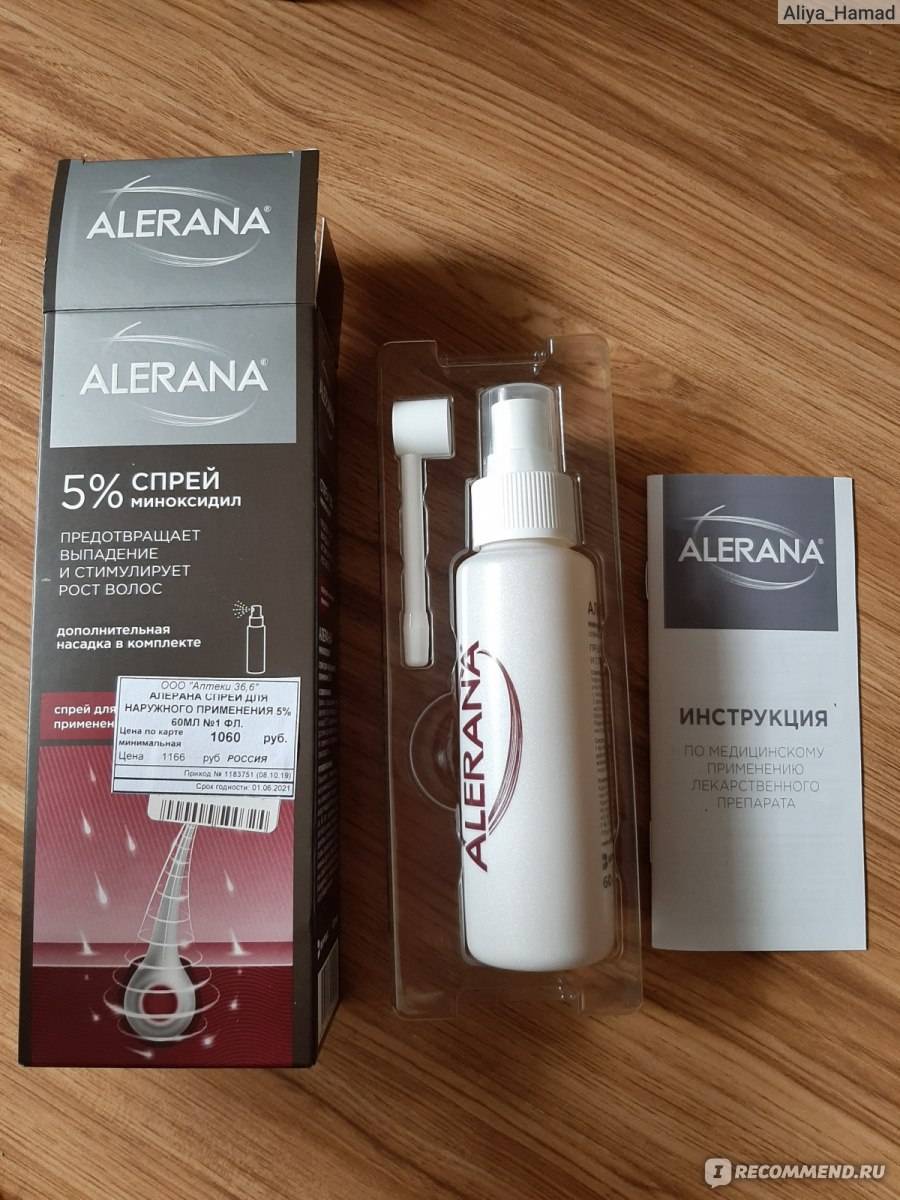 Aliya_Hamad
ALERANA®
ALERANA®
5% СПРЕЙ
МИНОКСИДИЛ
ПРЕДОТВРАЩАЕТ
ВЫПАДЕНИЕ
И СТИМУЛИРУЕТ
РОСТ ВОЛОС
дополнительная
насадка в комплекте
спрей для
ООО "Аптеки 36,6"
АЛЕРАНА СПРЕЙ ДЛЯ
НАРУЖНОГО ПРИМЕНЕНИЯ 5%
60МЛ №1 ФЛ.
Цена по карте
минимальная 1060 руб.
Цена 1166 руб РОССИЯ
Приход № 1183751 (08.10.19)
Срок годности: 01.06.2021
ALERANA®
ALERANA®
ИНСТРУКЦИЯ
ПО МЕДИЦИНСКОМУ
ПРИМЕНЕНИЮ
ЛЕКАРСТВЕННОГО
ПРЕПАРАТА
I RECOMMEND.RU